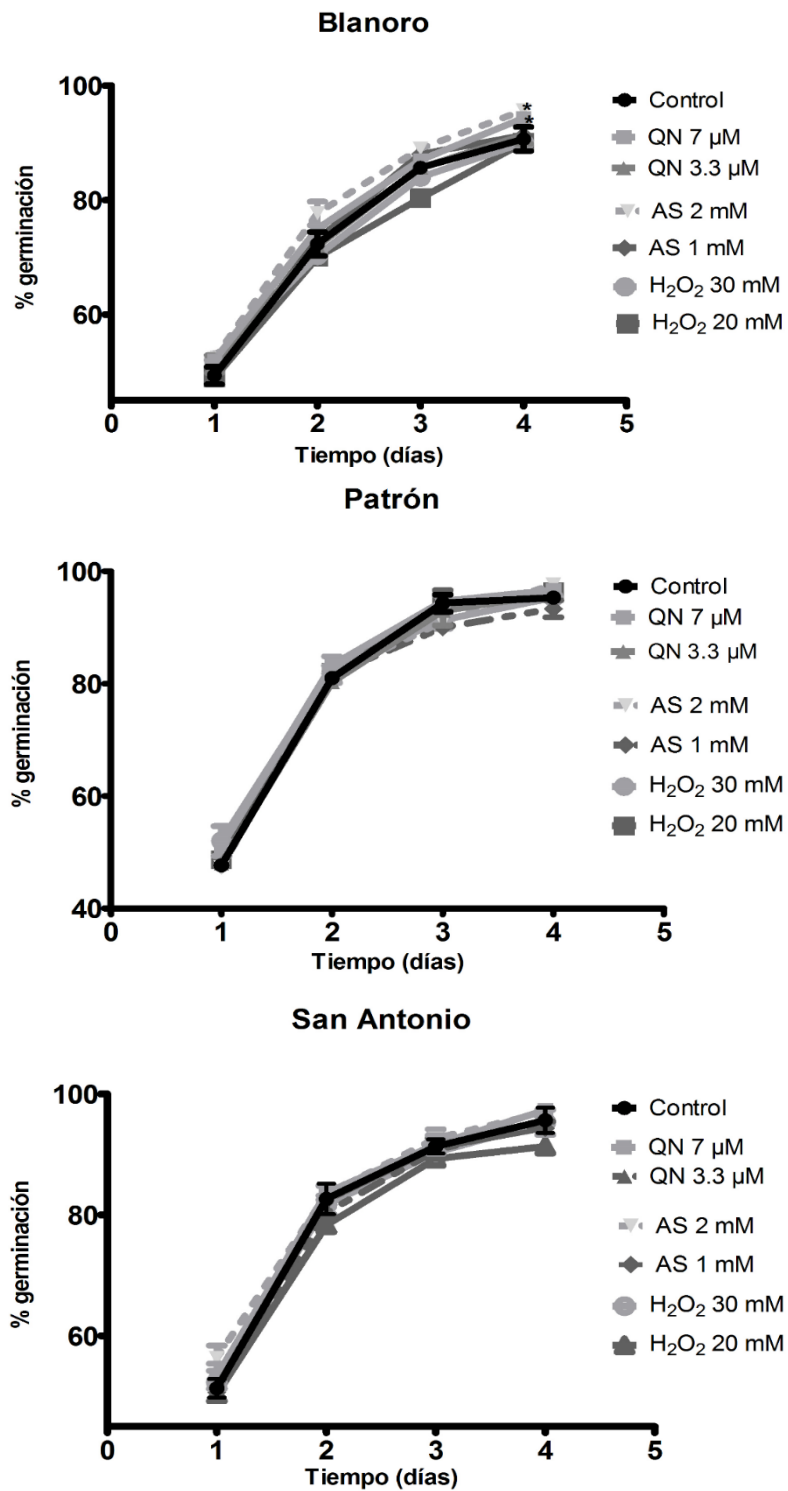 Blanoro
% germinación
100
80
60
0
1
2
3
4
5
Tiempo (días)
*
*
Control
QN 7 µM
QN 3.3 µM
AS 2 mM
AS 1 mM
H₂O₂ 30 mM
H₂O₂ 20 mM
Patrón
% germinación
100
80
60
40
0
1
2
3
4
5
Tiempo (días)
Control
QN 7 µM
QN 3.3 µM
AS 2 mM
AS 1 mM
H₂O₂ 30 mM
H₂O₂ 20 mM
San Antonio
% germinación
100
80
60
0
1
2
3
4
5
Tiempo (días)
Control
QN 7 µM
QN 3.3 µM
AS 2 mM
AS 1 mM
H₂O₂ 30 mM
H₂O₂ 20 mM